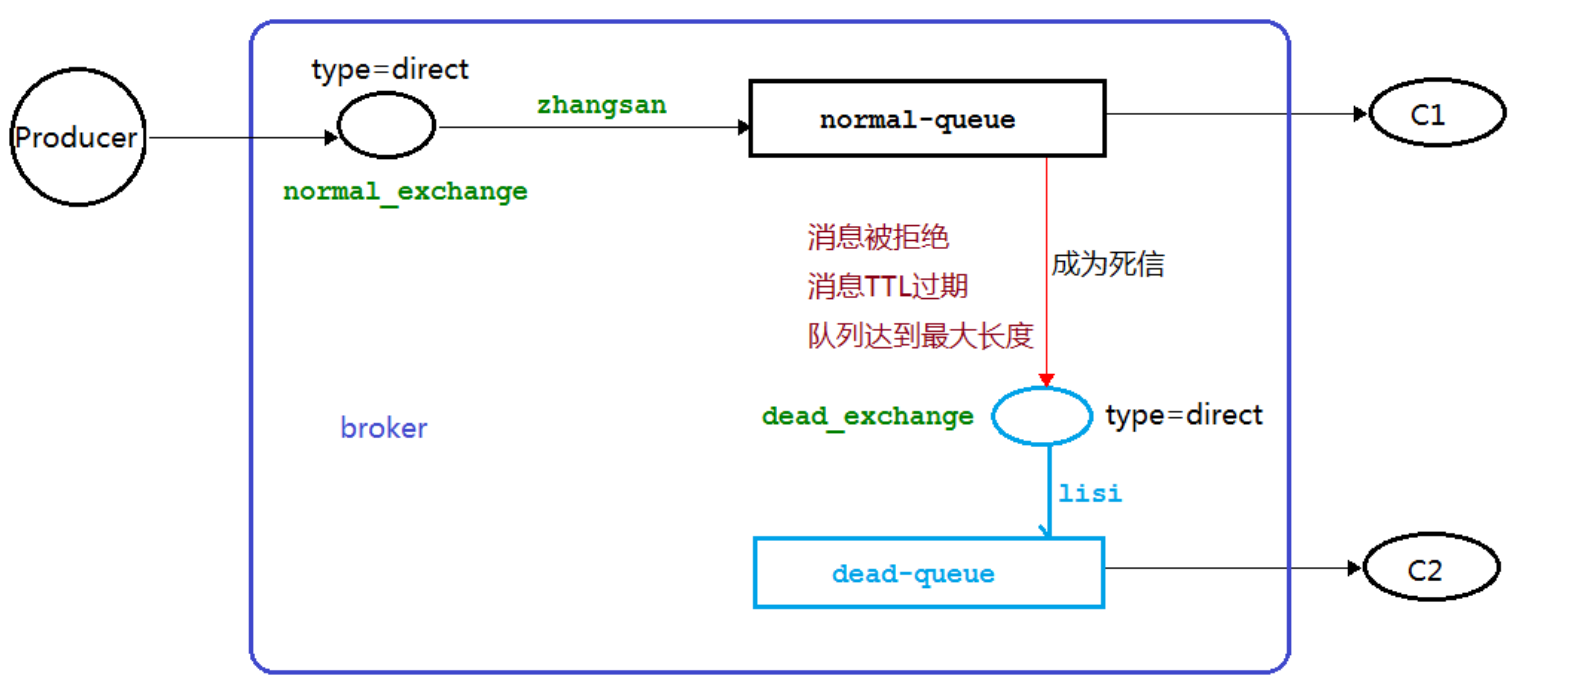 type=direct
Producer
zhangsan
normal-queue
C1
normal_exchange
消息被拒绝
消息TTL过期
队列达到最大长度
成为死信
dead_exchange
type=direct
broker
lisi
dead-queue
C2